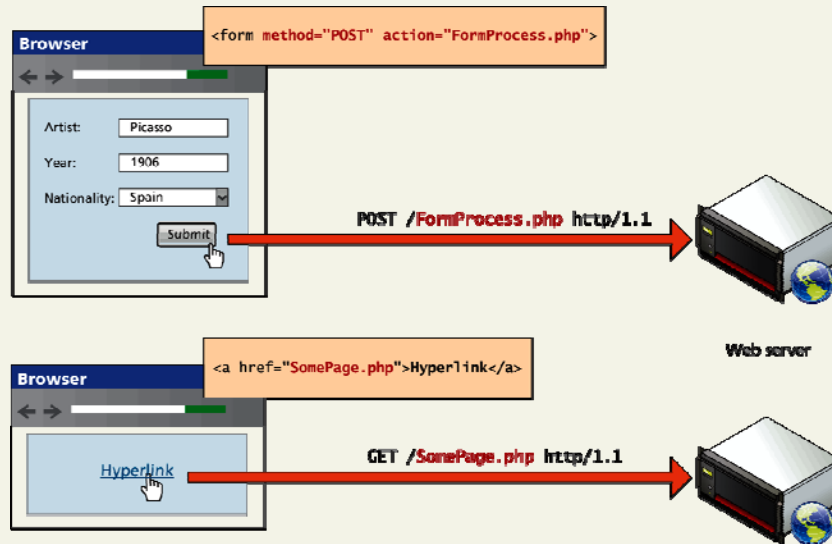 <form method="POST" action="FormProcess.php">
Browser
Artist: Picasso
Year: 1906
Nationality: Spain
Submit
POST /FormProcess.php http/1.1
Web server
<a href="SomePage.php">Hyperlink</a>
Browser
Hyperlink
GET /SomePage.php http/1.1